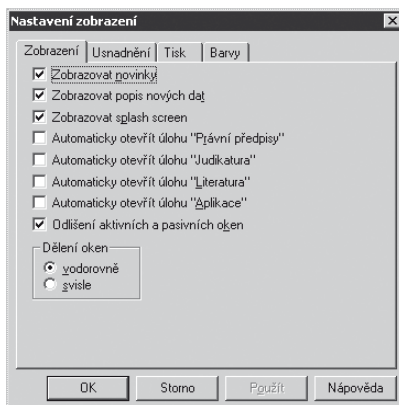 Nastavení zobrazení
Zobrazení Usnadnění Tisk Barvy
Zobrazovat novinky
Zobrazovat popis nových dat
Zobrazovat splash screen
Automaticky otevřít úlohu "Právní předpisy"
Automaticky otevřít úlohu "Judikatura"
Automaticky otevřít úlohu "Literatura"
Automaticky otevřít úlohu "Aplikace"
Odlišení aktivních a pasivních oken
Dělení oken
vodorovně
svisle
OK Storno Použít Nápověda